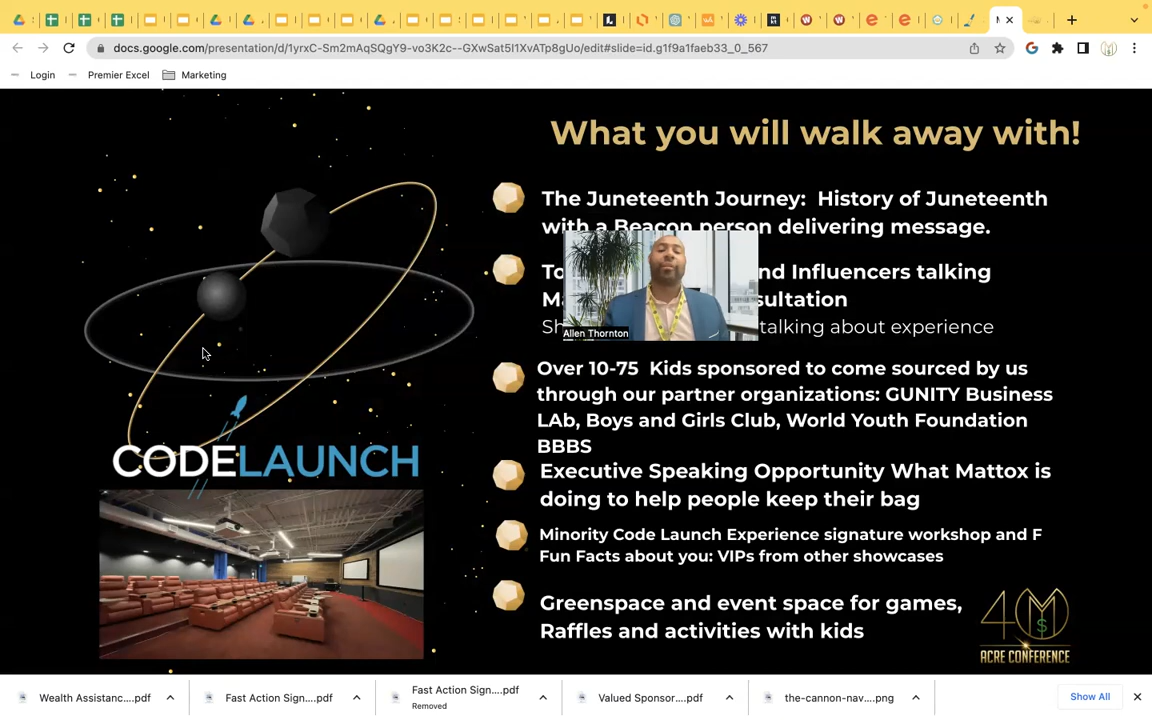 docs.google.com/presentation/d/1yrxC-Sm2mAqSQgY9-vo3K2c--GXwSat5I1XvATp8gUo/edit#slide=id.g1f9a1faeb33_0_567
Login Premier Excel Marketing
What you will walk away with!
The Juneteenth Journey: History of Juneteenth
with a Beacon person delivering message.
Influencers talking
Allen Thornton
talking about experience
Over 10-75 Kids sponsored to come sourced by us
through our partner organizations: GUNITY Business
LAb, Boys and Girls Club, World Youth Foundation
BBBS
Executive Speaking Opportunity What Mattox is
doing to help people keep their bag
Minority Code Launch Experience signature workshop and F
Fun Facts about you: VIPs from other showcases
Greenspace and event space for games,
Raffles and activities with kids
CODELAUNCH
40 M $
ACRE CONFERENCE
Wealth Assistanc....pdf
Fast Action Sign....pdf
Fast Action Sign....pdf
Removed
Valued Sponsor....pdf
the-cannon-nav....png
Show All